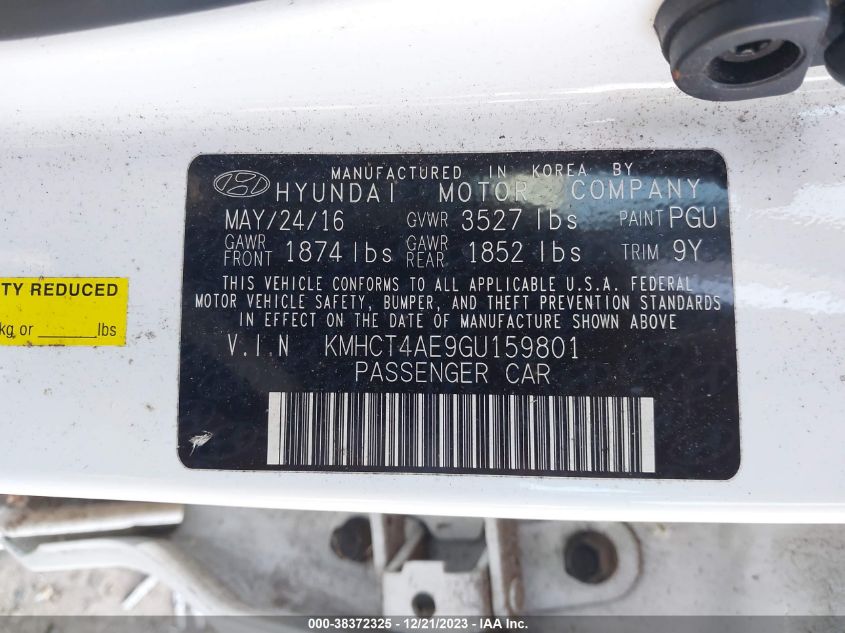 MANUFACTURED IN KOREA BY
HYUNDAI MOTOR COMPANY
MAY/24/16 GVWR 3527 lbs PAINT PGU
GAWR FRONT 1874 lbs GAWR REAR 1852 lbs TRIM 9Y
THIS VEHICLE CONFORMS TO ALL APPLICABLE U.S.A. FEDERAL
MOTOR VEHICLE SAFETY, BUMPER, AND THEFT PREVENTION STANDARDS
IN EFFECT ON THE DATE OF MANUFACTURE SHOWN ABOVE
V.I.N KMHCT4AE9GU159801
PASSENGER CAR
TY REDUCED
kg or ______lbs
000-38372325 - 12/21/2023 - IAA Inc.